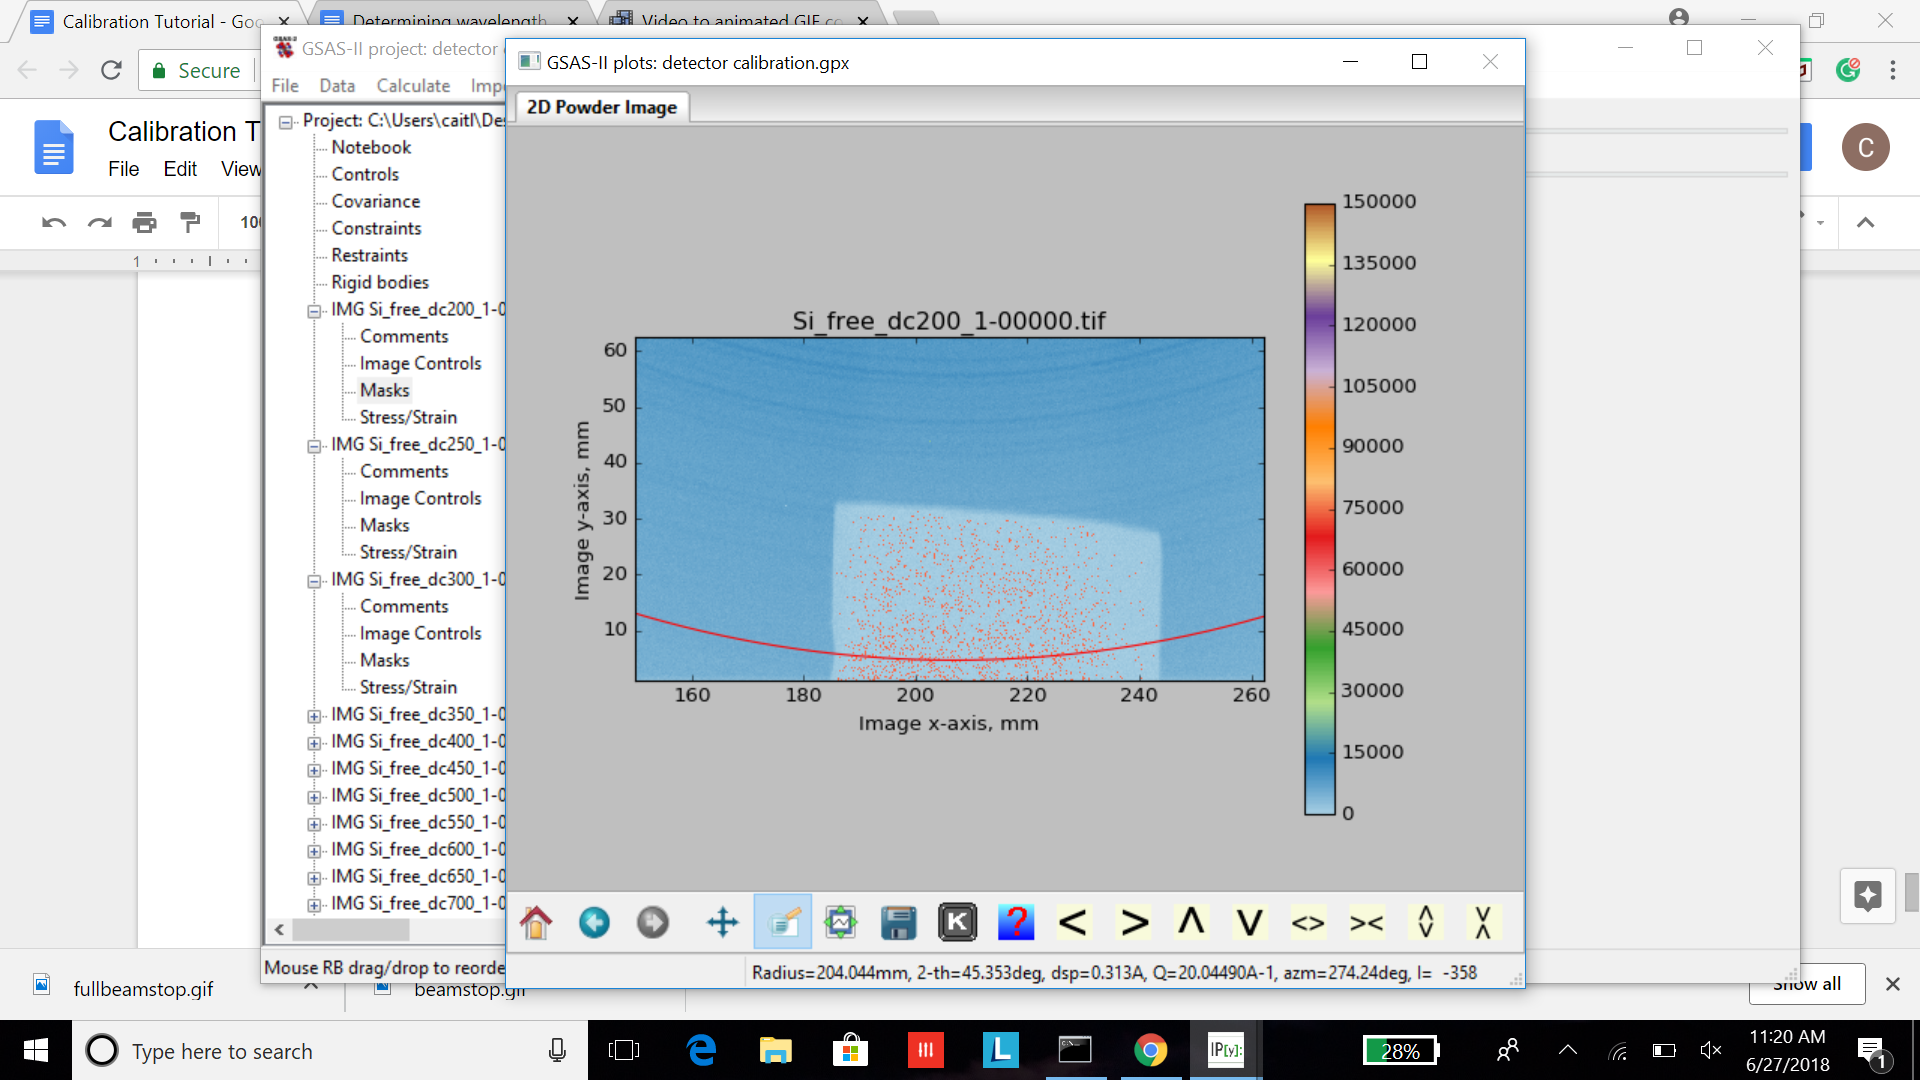 Calibration Tutorial - Goo
Determining wavelength
Video to animated GIF co
Secure
Calibration T
File Edit View
100
1
C
GSAS-II project: detector
File Data Calculate Imp
Project: C:\Users\caitl\Des
Notebook
Controls
Covariance
Constraints
Restraints
Rigid bodies
IMG Si_free_dc200_1-0
Comments
Image Controls
Masks
Stress/Strain
IMG Si_free_dc250_1-0
Comments
Image Controls
Masks
Stress/Strain
IMG Si_free_dc300_1-0
Comments
Image Controls
Masks
Stress/Strain
IMG Si_free_dc350_1-0
IMG Si_free_dc400_1-0
IMG Si_free_dc450_1-0
IMG Si_free_dc500_1-0
IMG Si_free_dc550_1-0
IMG Si_free_dc600_1-0
IMG Si_free_dc650_1-0
IMG Si_free_dc700_1-0
Mouse RB drag/drop to reorde
GSAS-II plots: detector calibration.gpx
2D Powder Image
Si_free_dc200_1-00000.tif
60
50
40
30
20
10
Image y-axis, mm
160 180 200 220 240 260
Image x-axis, mm
150000
135000
120000
105000
90000
75000
60000
45000
30000
15000
0
K ? < > Λ V <> ><
Radius=204.044mm, 2-th=45.353deg, dsp=0.313A, Q=20.04490A-1, azm=274.24deg, I= -358
fullbeamstop.gif
beamstop.gif
Show all
Type here to search
L
IP[y]:
28%
11:20 AM
6/27/2018
1